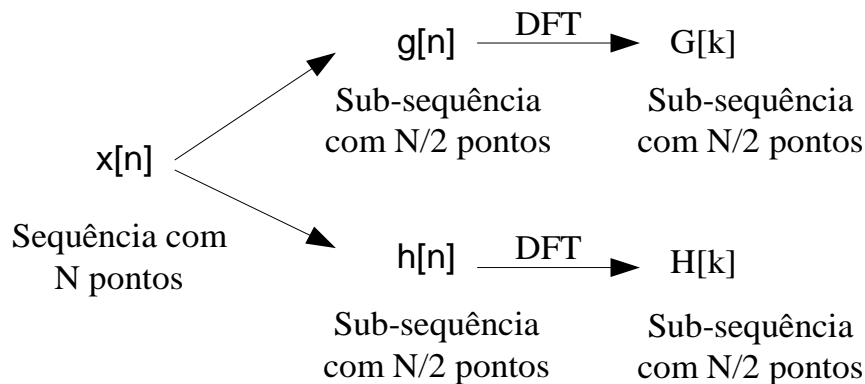 g[n] DFT G[k]
Sub-sequência Sub-sequência
com N/2 pontos com N/2 pontos
x[n]
Sequência com
N pontos
h[n] DFT H[k]
Sub-sequência Sub-sequência
com N/2 pontos com N/2 pontos